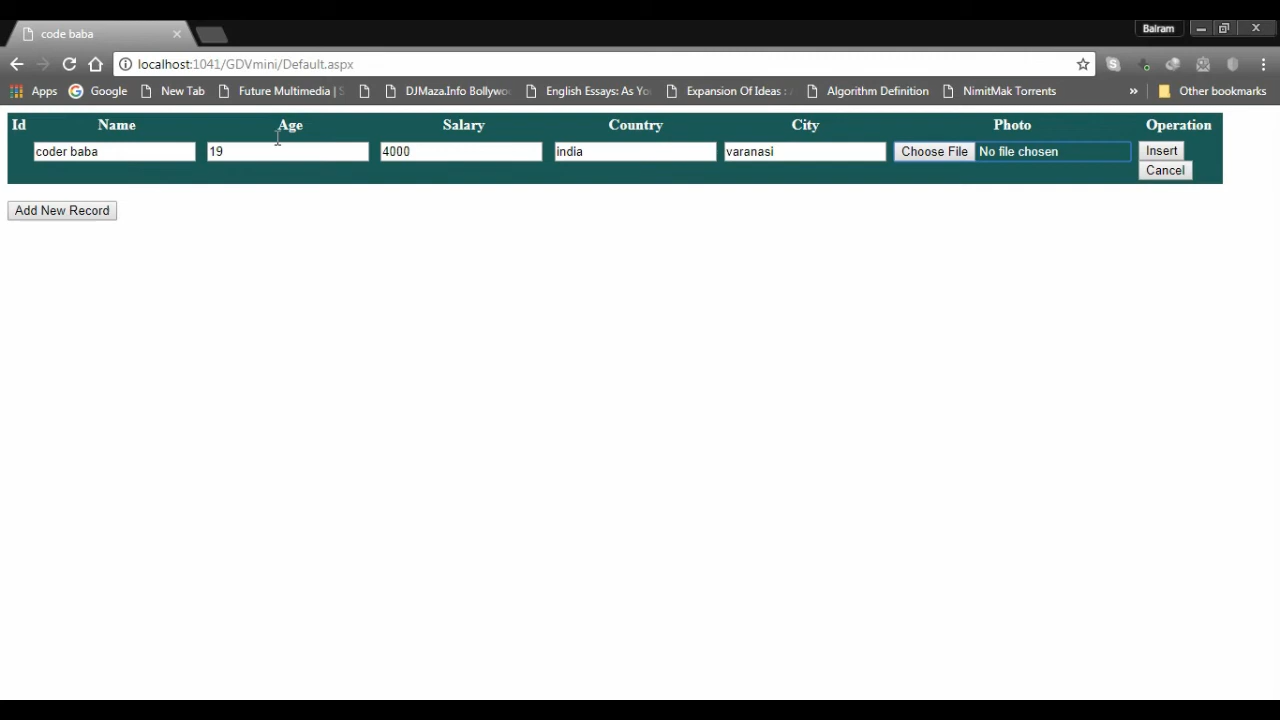 code baba
Balram
localhost:1041/GDVmini/Default.aspx
Apps Google New Tab Future Multimedia | DJMaza.Info Bollywo English Essays: As Yo Expansion Of Ideas : Algorithm Definition NimitMak Torrents » Other bookmarks
Id Name Age Salary Country City Photo Operation
coder baba 19 4000 india varanasi Choose File No file chosen Insert
Cancel
Add New Record